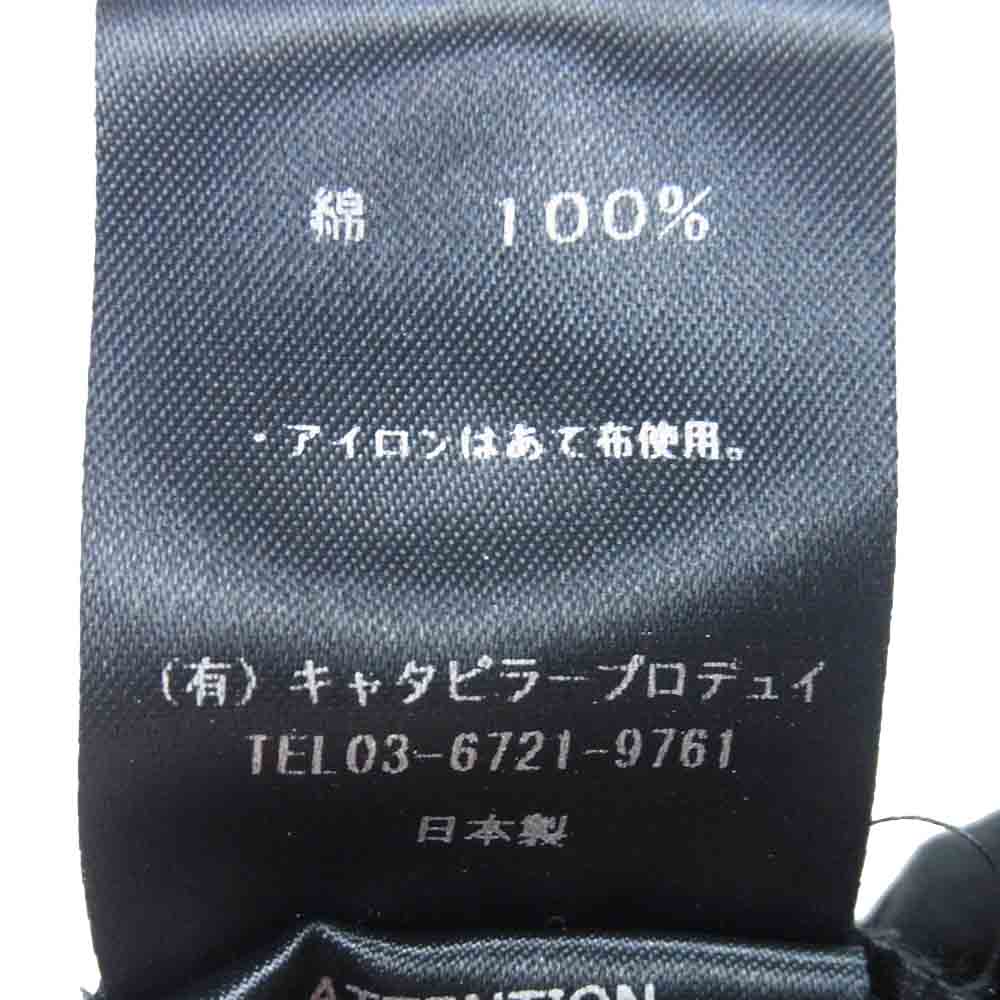 綿 100%
・アイロンはあて布使用。
(有)キャタピラープロデュイ
TEL03-6721-9761
日本製
ATTENTION